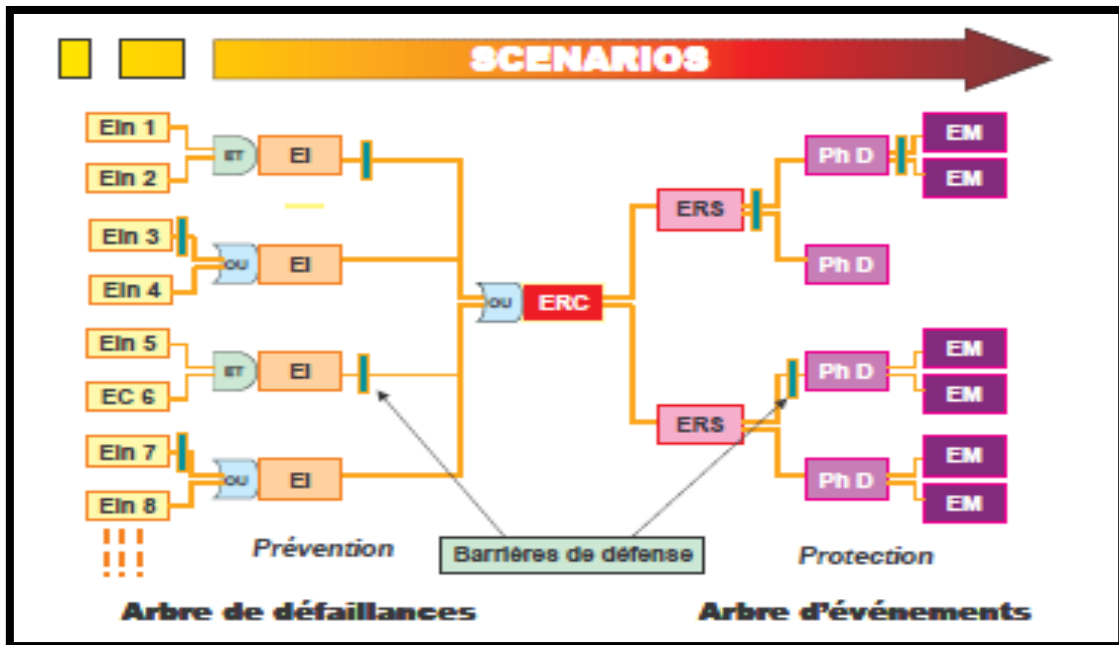 SCENARIOS
EIn 1
EIn 2
ET
EI
EIn 3
EIn 4
OU
EI
EIn 5
EC 6
ET
EI
EIn 7
EIn 8
OU
EI
OU
ERC
ERS
ERS
Ph D
Ph D
Ph D
Ph D
EM
EM
EM
EM
EM
EM
Prévention
Barrières de défense
Protection
Arbre de défaillances
Arbre d'événements